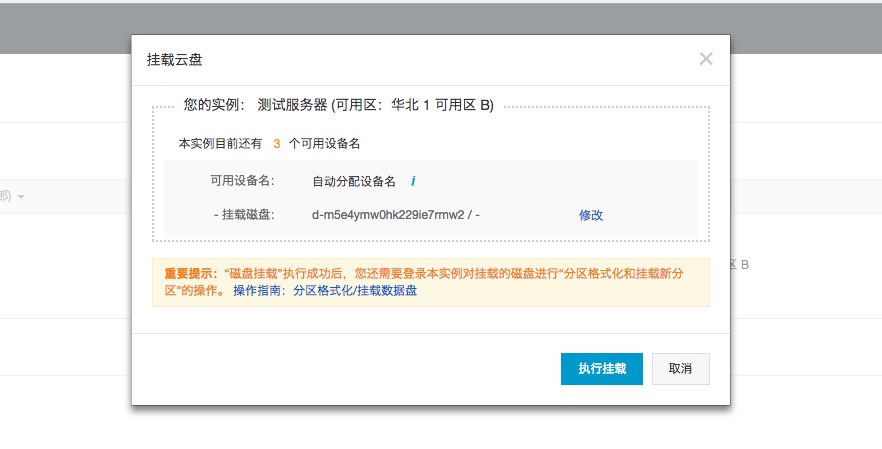 挂载云盘
您的实例: 测试服务器 (可用区: 华北 1 可用区 B)
本实例目前还有 3 个可用设备名
可用设备名: 自动分配设备名 i
- 挂载磁盘: d-m5e4ymw0hk229ie7rmw2 / - 修改
部)
区 B
重要提示: “磁盘挂载”执行成功后, 您还需要登录本实例对挂载的磁盘进行“分区格式化和挂载新分
区”的操作。 操作指南: 分区格式化/挂载数据盘
执行挂载 取消